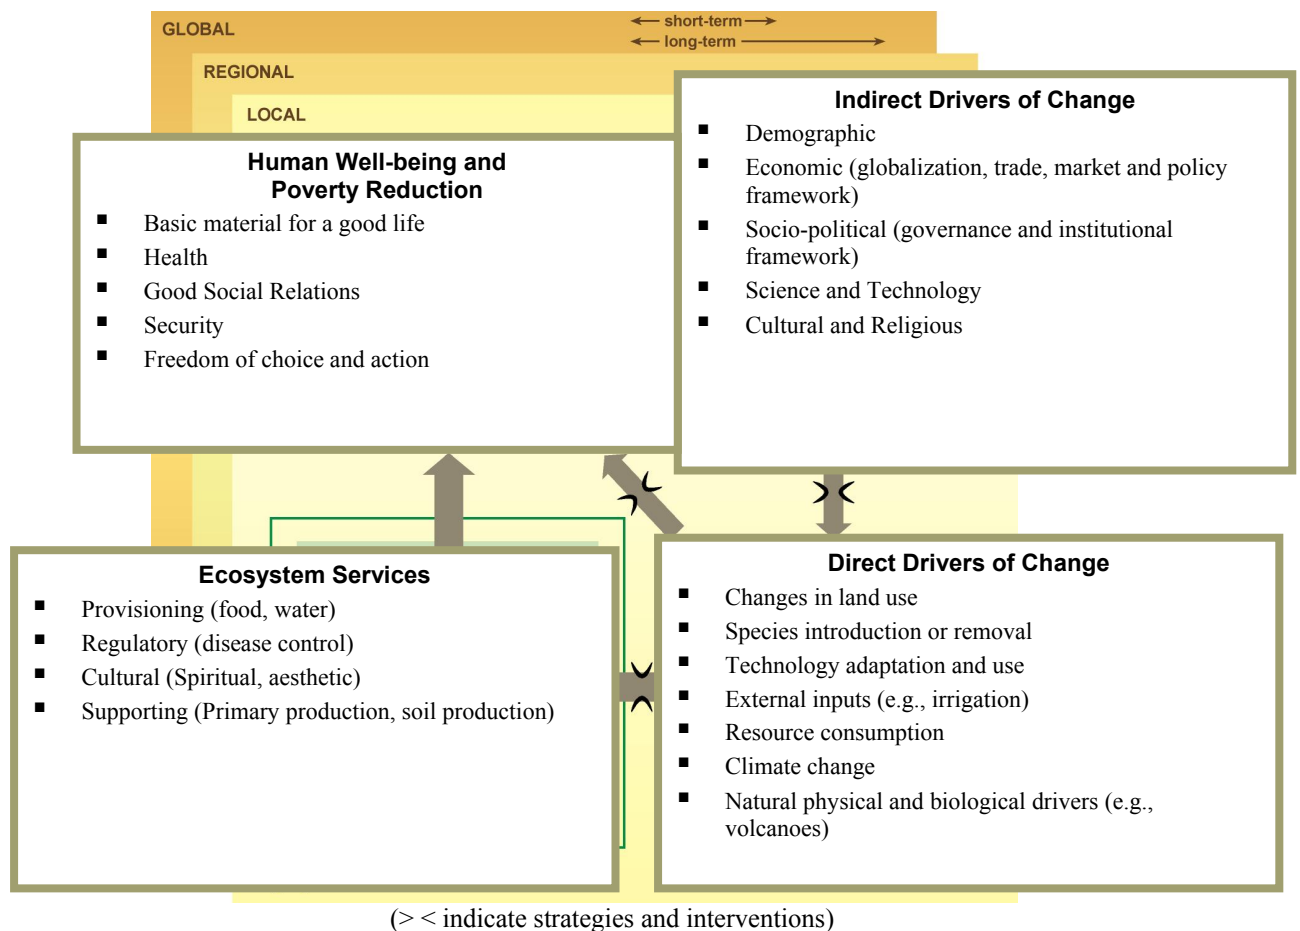 GLOBAL
short-term
long-term
REGIONAL
LOCAL
Human Well-being and
Poverty Reduction
■ Basic material for a good life
■ Health
■ Good Social Relations
■ Security
■ Freedom of choice and action
Indirect Drivers of Change
■ Demographic
■ Economic (globalization, trade, market and policy
framework)
■ Socio-political (governance and institutional
framework)
■ Science and Technology
■ Cultural and Religious
Ecosystem Services
■ Provisioning (food, water)
■ Regulatory (disease control)
■ Cultural (Spiritual, aesthetic)
■ Supporting (Primary production, soil production)
Direct Drivers of Change
■ Changes in land use
■ Species introduction or removal
■ Technology adaptation and use
■ External inputs (e.g., irrigation)
■ Resource consumption
■ Climate change
■ Natural physical and biological drivers (e.g.,
volcanoes)
(> < indicate strategies and interventions)